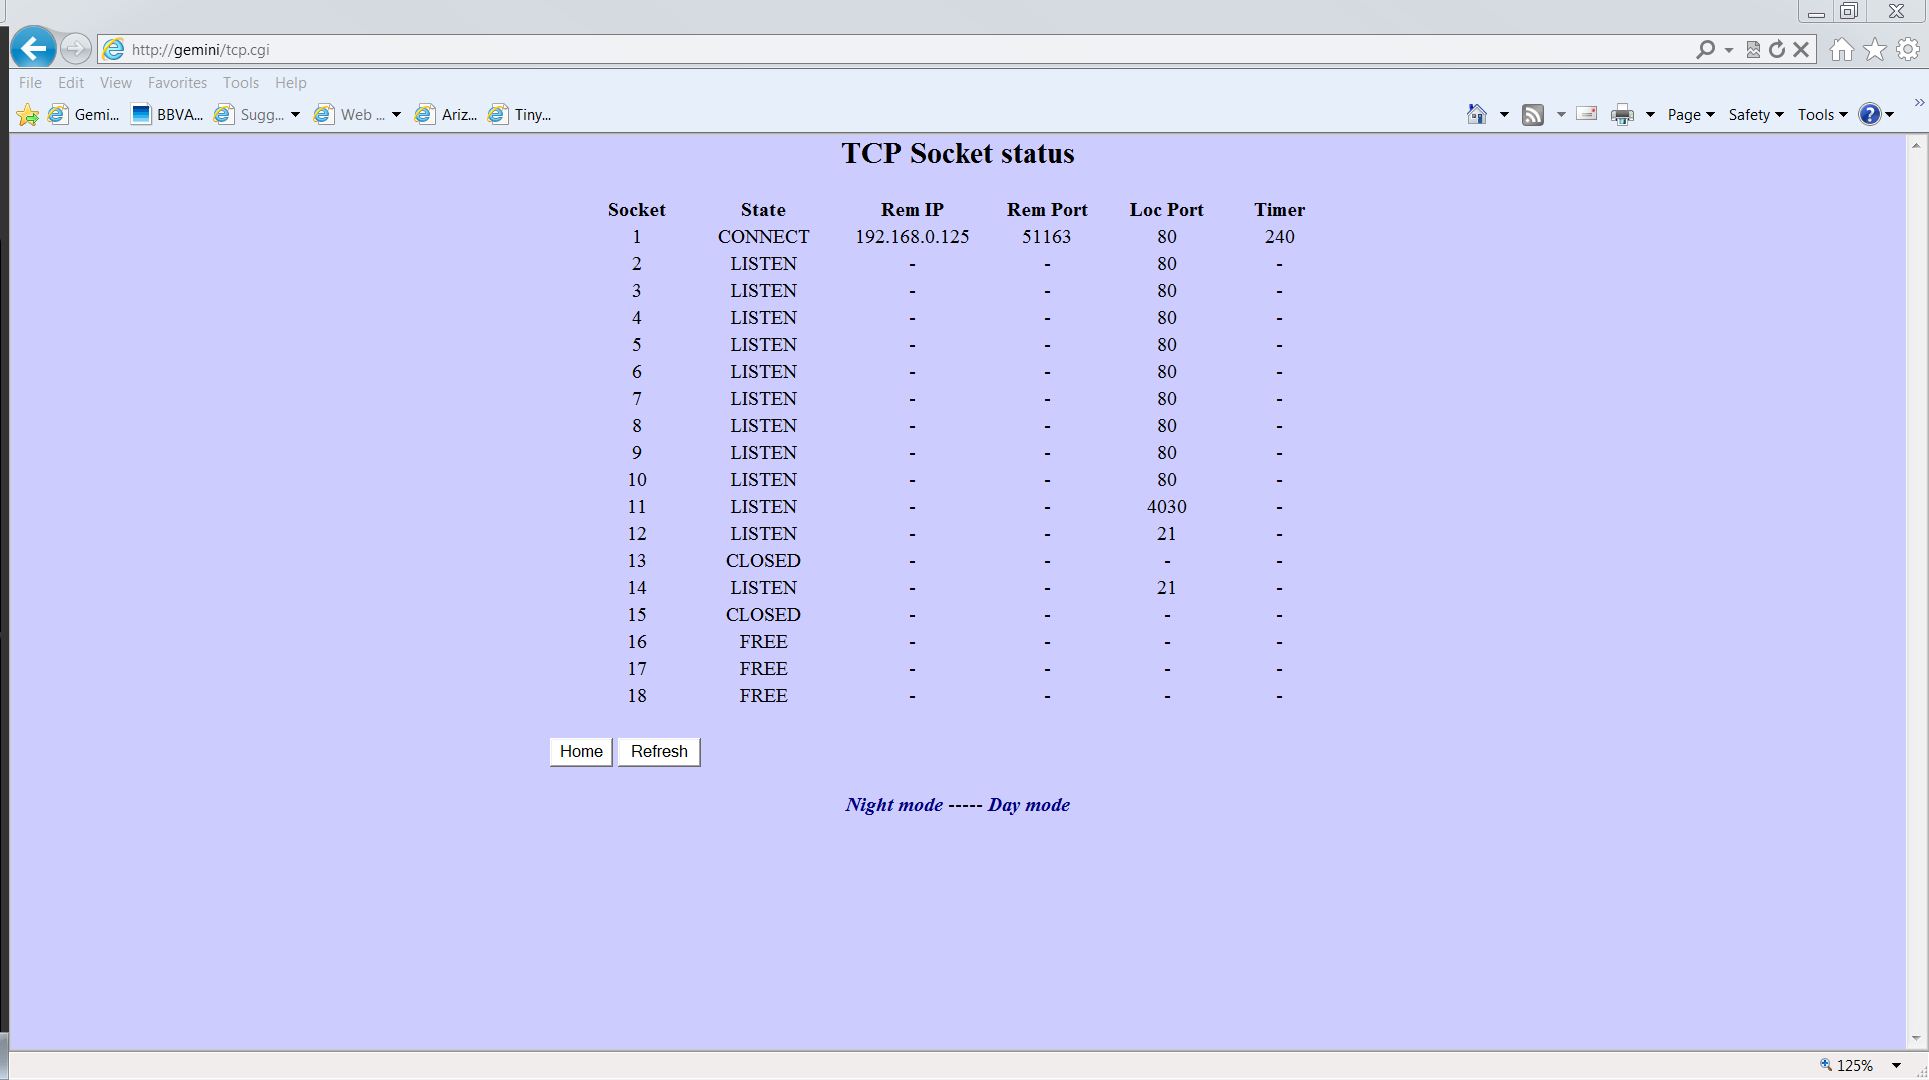 http://gemini/tcp.cgi
File Edit View Favorites Tools Help
Gemi... BBVA... Sugg... Web ... Ariz... Tiny... Page Safety Tools
TCP Socket status
Socket State Rem IP Rem Port Loc Port Timer
1 CONNECT 192.168.0.125 51163 80 240
2 LISTEN - - 80 -
3 LISTEN - - 80 -
4 LISTEN - - 80 -
5 LISTEN - - 80 -
6 LISTEN - - 80 -
7 LISTEN - - 80 -
8 LISTEN - - 80 -
9 LISTEN - - 80 -
10 LISTEN - - 80 -
11 LISTEN - - 4030 -
12 LISTEN - - 21 -
13 CLOSED - - - -
14 LISTEN - - 21 -
15 CLOSED - - - -
16 FREE - - - -
17 FREE - - - -
18 FREE - - - -
Home Refresh
Night mode ----- Day mode
125%